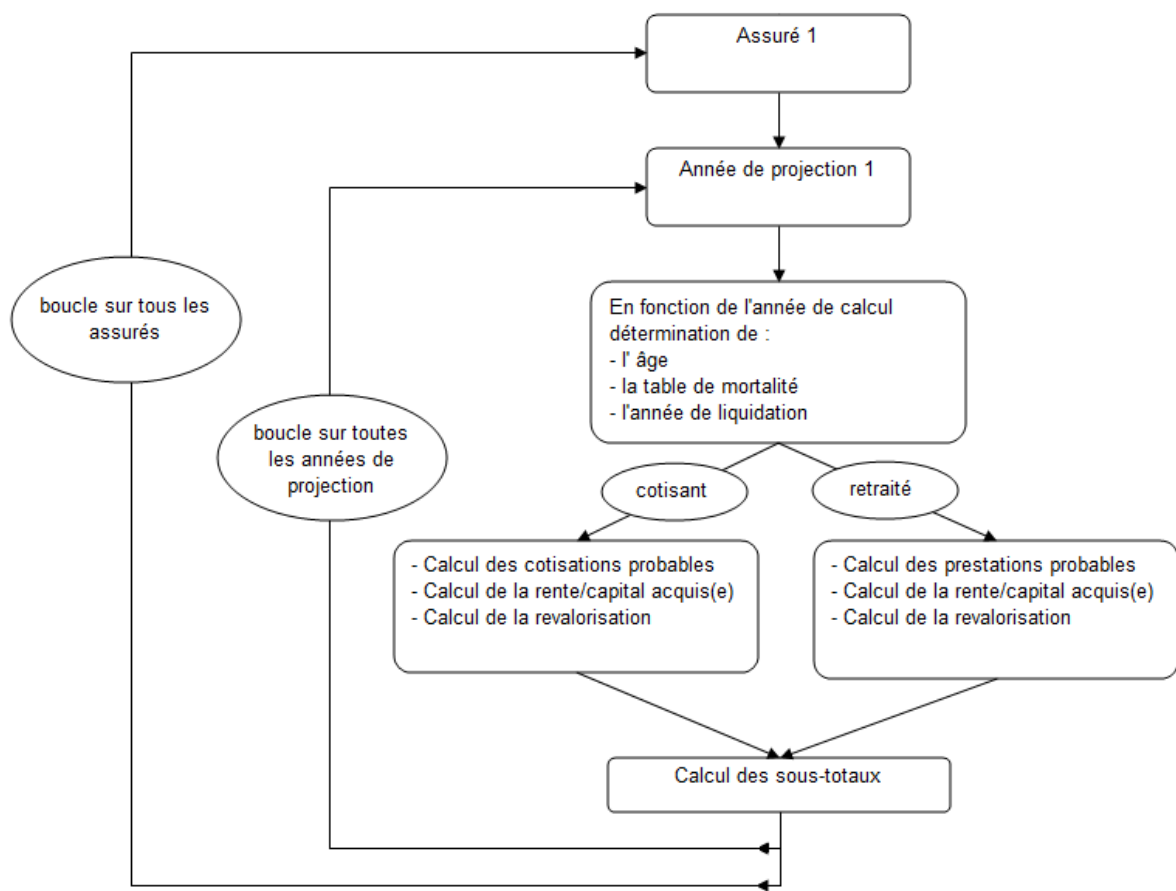 Assuré 1
Année de projection 1
boucle sur tous les
assurés
En fonction de l'année de calcul
détermination de :
- l' âge
- la table de mortalité
- l'année de liquidation
boucle sur toutes
les années de
projection
cotisant
retraité
- Calcul des cotisations probables
- Calcul de la rente/capital acquis(e)
- Calcul de la revalorisation
- Calcul des prestations probables
- Calcul de la rente/capital acquis(e)
- Calcul de la revalorisation
Calcul des sous-totaux